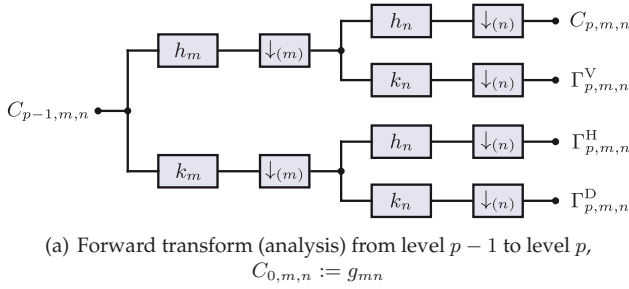 h_n ↓(n) C_{p,m,n}
h_m ↓(m)
k_n ↓(n) Γ^V_{p,m,n}
C_{p−1,m,n}
h_n ↓(n) Γ^H_{p,m,n}
k_m ↓(m)
k_n ↓(n) Γ^D_{p,m,n}
(a) Forward transform (analysis) from level p − 1 to level p,
C_{0,m,n} := g_{mn}